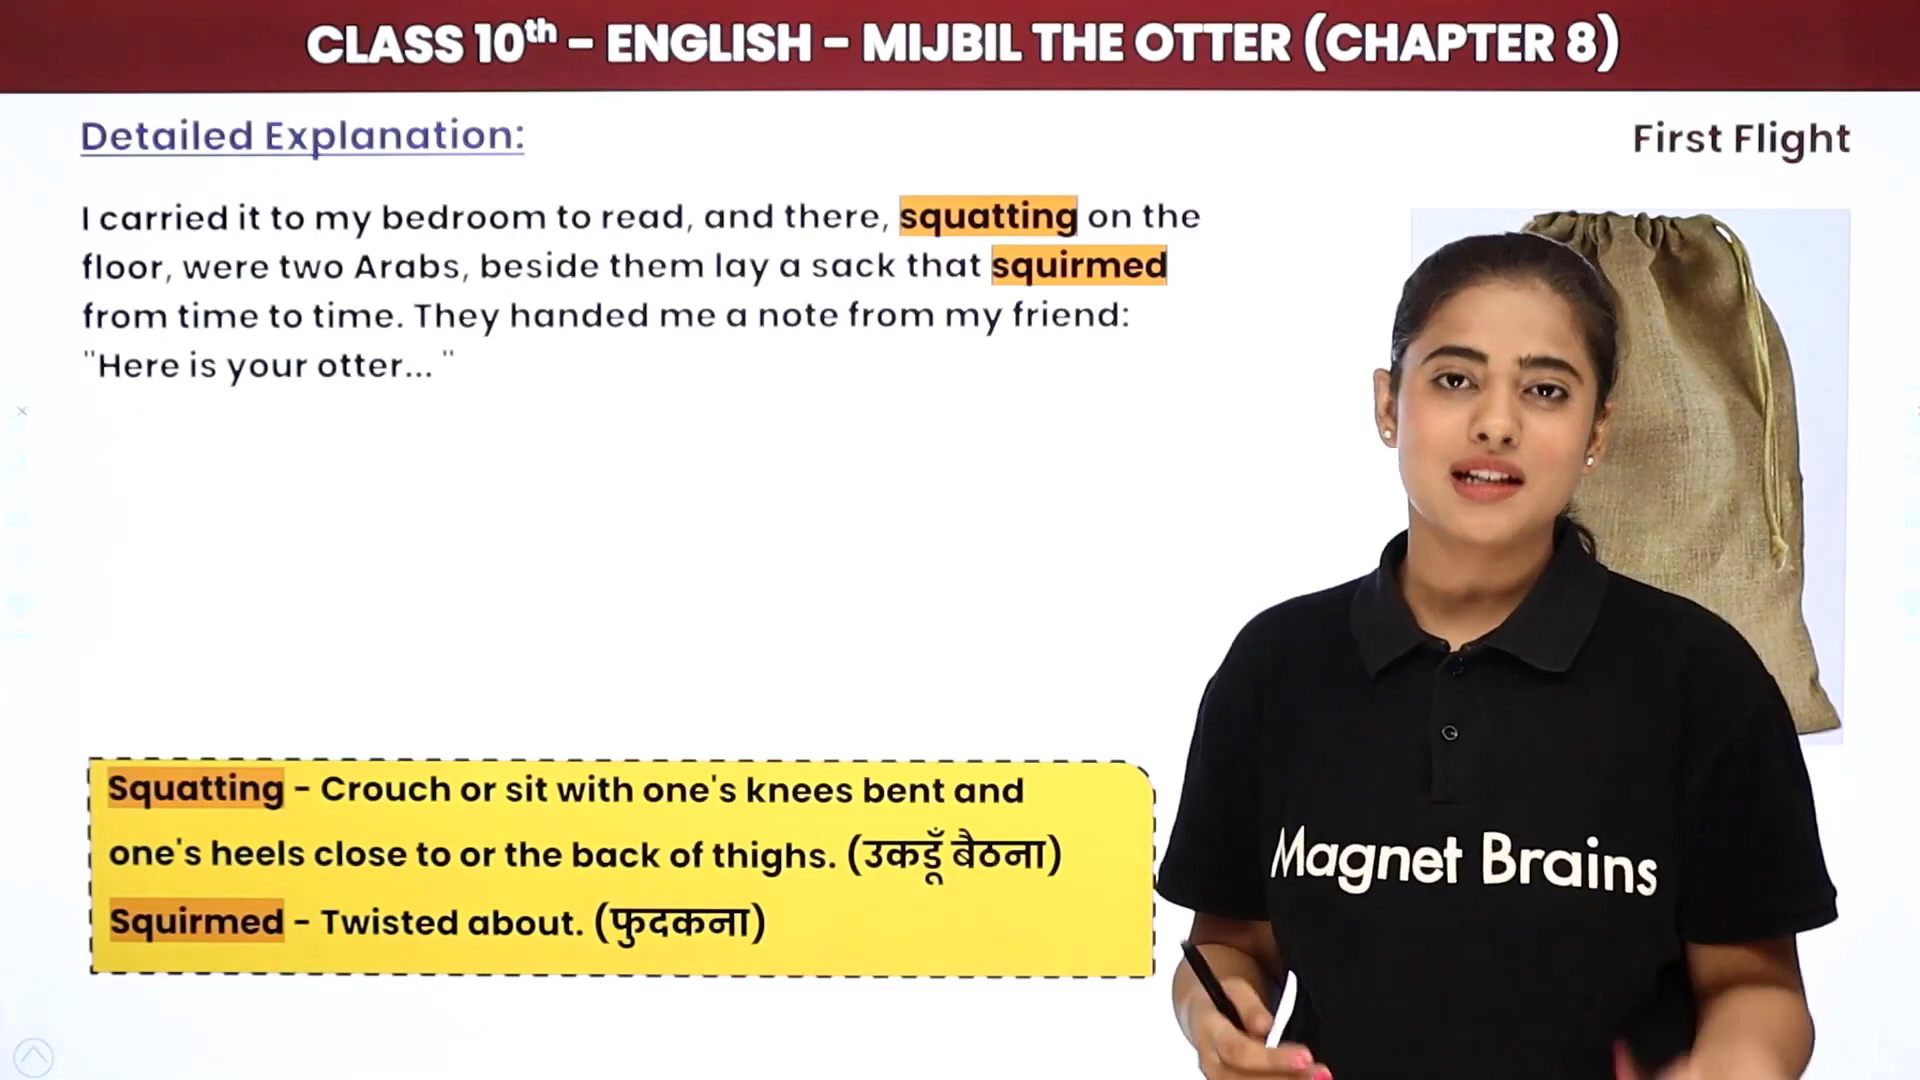 CLASS 10th - ENGLISH - MIJBIL THE OTTER (CHAPTER 8)
Detailed Explanation:
First Flight
I carried it to my bedroom to read, and there, squatting on the
floor, were two Arabs, beside them lay a sack that squirmed
from time to time. They handed me a note from my friend:
"Here is your otter... "
Squatting - Crouch or sit with one's knees bent and
one's heels close to or the back of thighs. (उकड़ूँ बैठना)
Squirmed - Twisted about. (फुदकना)
Magnet Brains